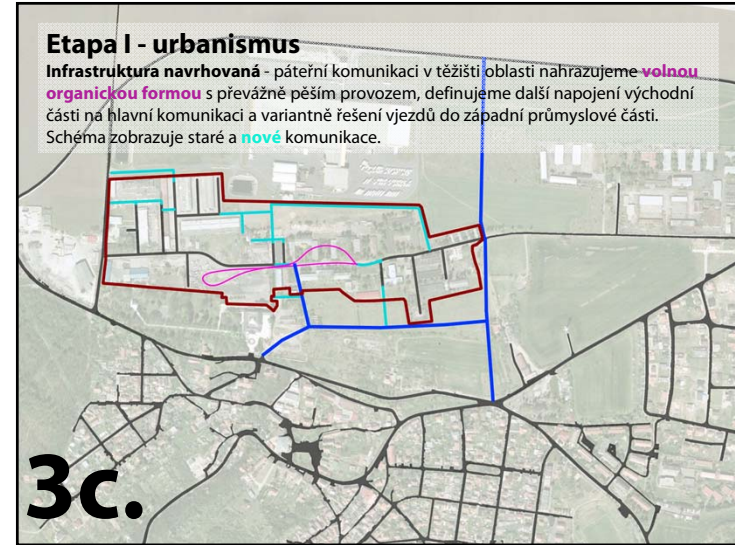 Etapa I - urbanismus
Infrastruktura navrhovaná - páteřní komunikaci v těžišti oblasti nahrazujeme volnou
organickou formou s převážně pěším provozem, definujeme další napojení východní
části na hlavní komunikaci a variantně řešení vjezdů do západní průmyslové části.
Schéma zobrazuje staré a nové komunikace.
3c.